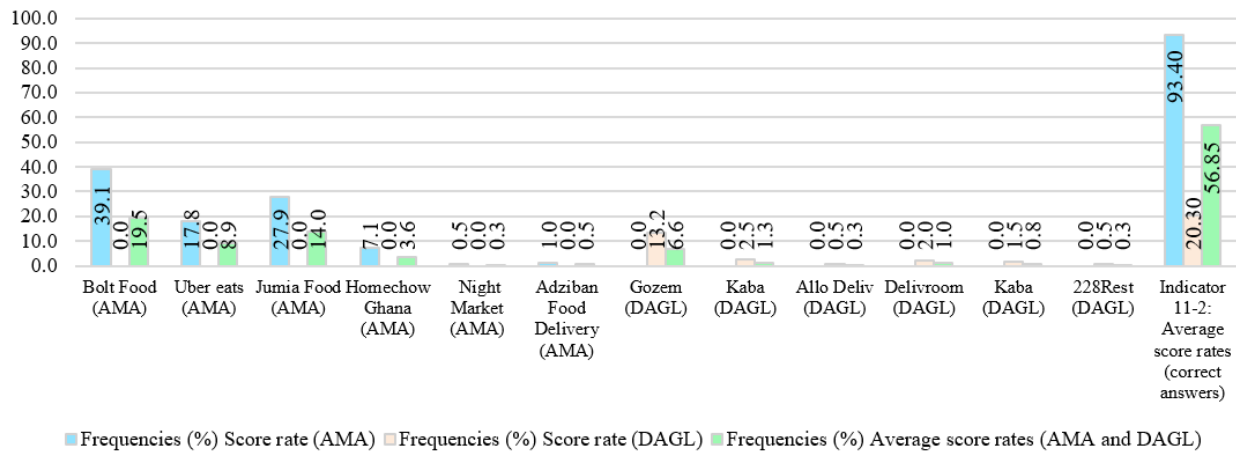 100.0
90.0
80.0
70.0
60.0
50.0
40.0
30.0
20.0
10.0
0.0
39.1 0.0 19.5 17.8 0.0 8.9 27.9 0.0 14.0 7.1 0.0 3.6 0.5 0.0 0.3 1.0 0.0 0.5 0.0 13.2 6.6 0.0 2.5 1.3 0.0 0.5 0.3 0.0 2.0 1.0 0.0 1.5 0.8 0.0 0.5 0.3 93.40 20.30 56.85
Bolt Food
(AMA)
Uber eats
(AMA)
Jumia Food
(AMA)
Homechow
Ghana
(AMA)
Night
Market
(AMA)
Adziban
Food
Delivery
(AMA)
Gozem
(DAGL)
Kaba
(DAGL)
Allo Deliv
(DAGL)
Delivroom
(DAGL)
Kaba
(DAGL)
228Rest
(DAGL)
Indicator
11-2:
Average
score rates
(correct
answers)
Frequencies (%) Score rate (AMA) Frequencies (%) Score rate (DAGL) Frequencies (%) Average score rates (AMA and DAGL)